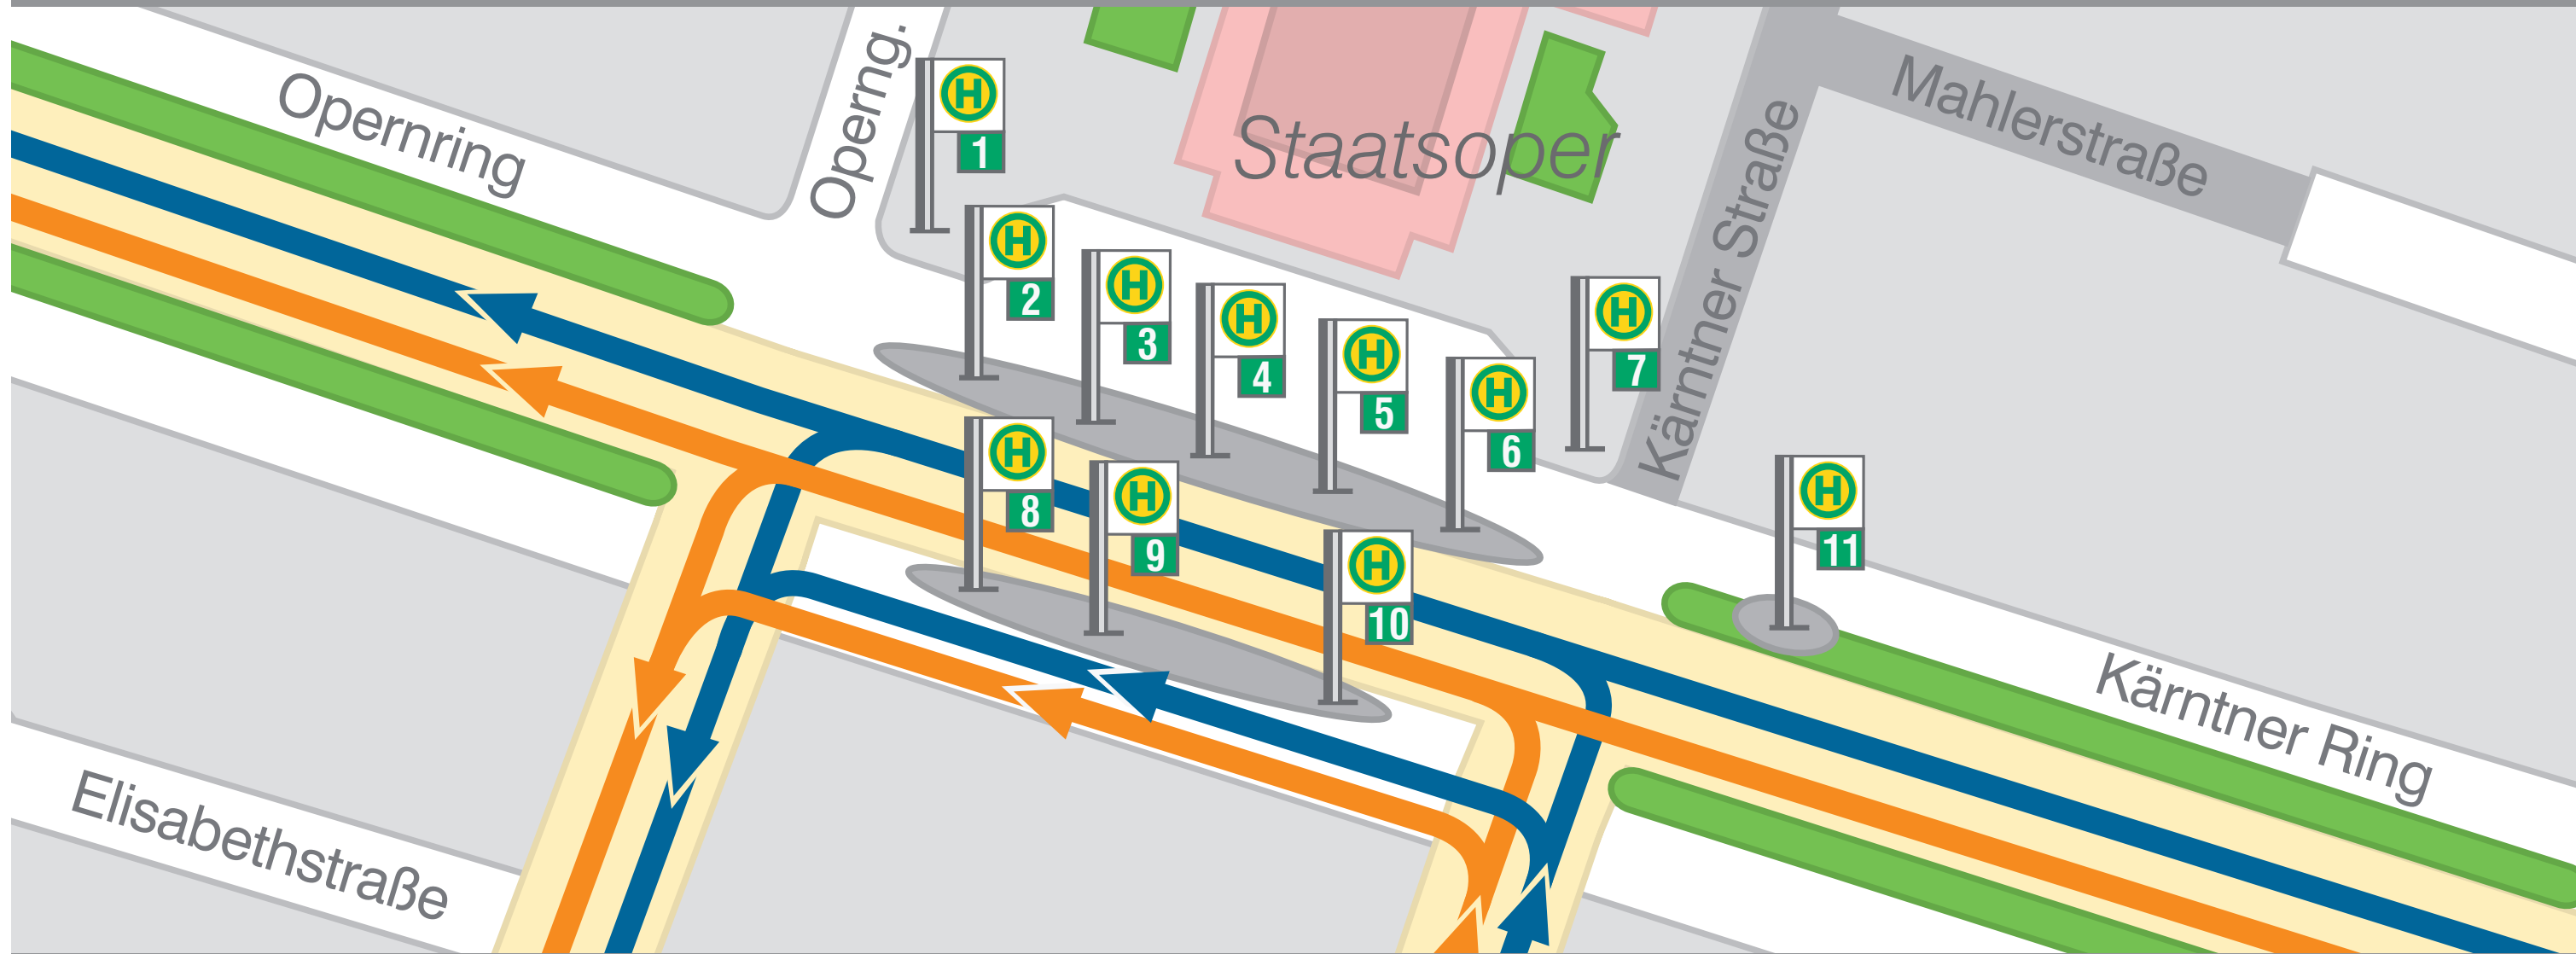 Opernring
Operng.
Staatsoper
Kärntner Straße
Mahlerstraße
H
1
H
2
H
3
H
4
H
5
H
6
H
7
H
8
H
9
H
10
H
11
Kärntner Ring
Elisabethstraße